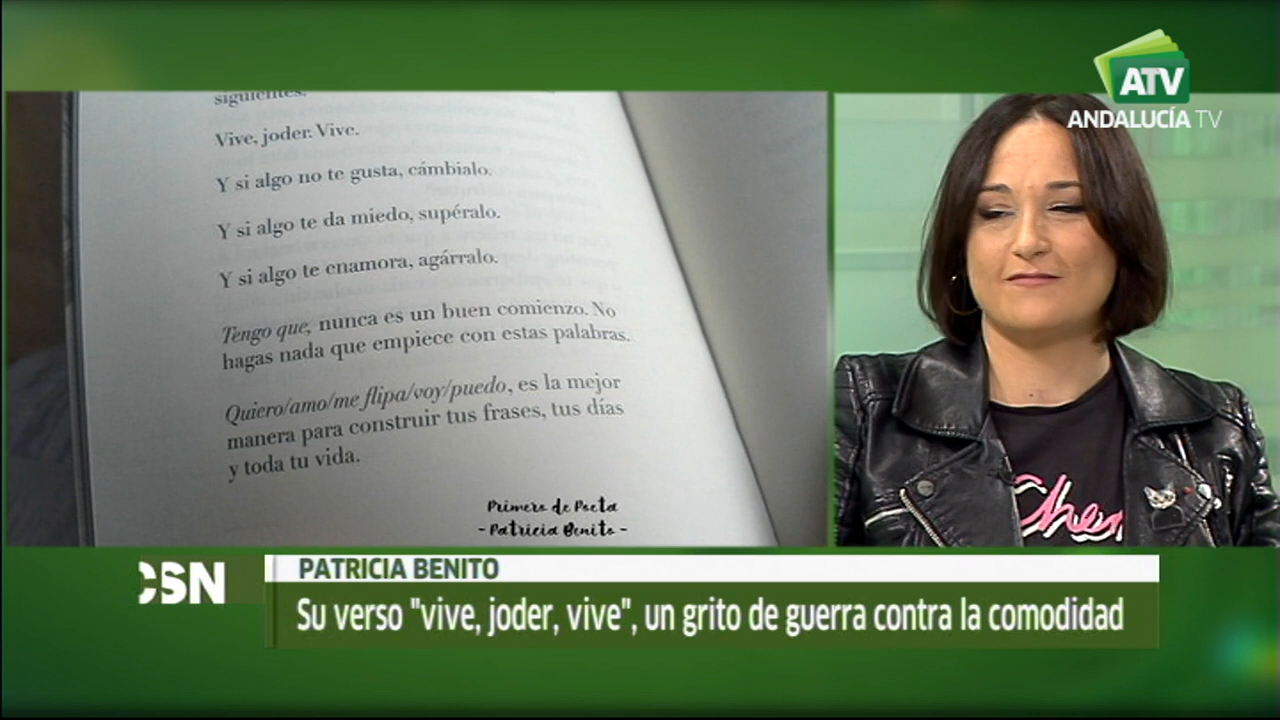 siguientes.
Vive, joder. Vive.
Y si algo no te gusta, cámbialo.
Y si algo te da miedo, supéralo.
Y si algo te enamora, agárralo.
Tengo que, nunca es un buen comienzo. No
hagas nada que empiece con estas palabras.
Quiero/amo/me flipa/voy/puedo, es la mejor
manera para construir tus frases, tus días
y toda tu vida.
Primero de Poeta
- Patricia Benito -
ATV
ANDALUCÍA TV
CSN
PATRICIA BENITO
Su verso "vive, joder, vive", un grito de guerra contra la comodidad